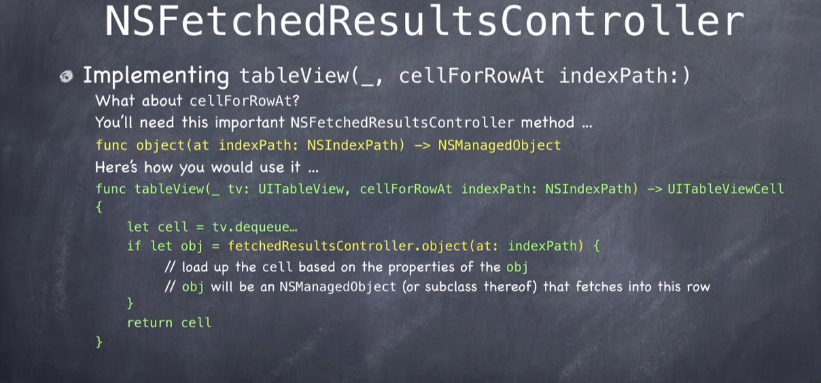 NSFetchedResultsController
Implementing tableView(_, cellForRowAt indexPath:)
What about cellForRowAt?
You'll need this important NSFetchedResultsController method …
func object(at indexPath: NSIndexPath) -> NSManagedObject
Here's how you would use it …
func tableView(_ tv: UITableView, cellForRowAt indexPath: NSIndexPath) -> UITableViewCell
{
let cell = tv.dequeue…
if let obj = fetchedResultsController.object(at: indexPath) {
// load up the cell based on the properties of the obj
// obj will be an NSManagedObject (or subclass thereof) that fetches into this row
}
return cell
}